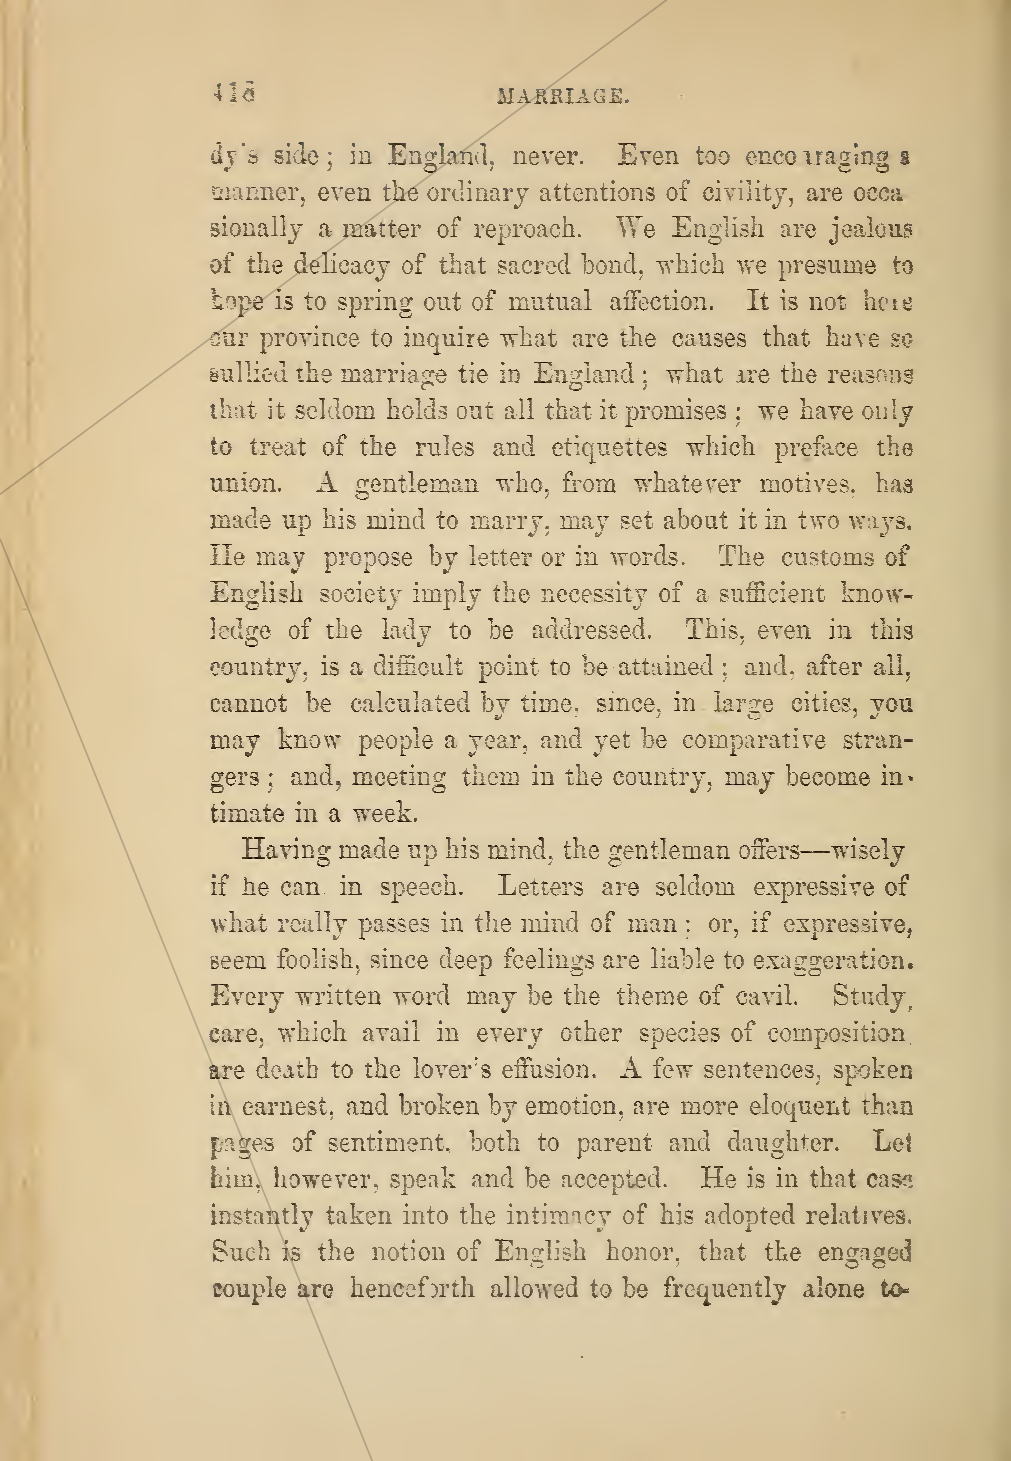 418 MARRIAGE.
dy's side; in England, never. Even too encouraging a
manner, even the ordinary attentions of civility, are occa
sionally a matter of reproach. We English are jealous
of the delicacy of that sacred bond, which we presume to
hope is to spring out of mutual affection. It is not here
our province to inquire what are the causes that have so
sullied the marriage tie in England; what are the reasons
that it seldom holds out all that it promises; we have only
to treat of the rules and etiquettes which preface the
union. A gentleman who, from whatever motives, has
made up his mind to marry, may set about it in two ways.
He may propose by letter or in words. The customs of
English society imply the necessity of a sufficient know-
ledge of the lady to be addressed. This, even in this
country, is a difficult point to be attained; and, after all,
cannot be calculated by time, since, in large cities, you
may know people a year, and yet be comparative stran-
gers; and, meeting them in the country, may become in-
timate in a week.
Having made up his mind, the gentleman offers—wisely
if he can in speech. Letters are seldom expressive of
what really passes in the mind of man; or, if expressive,
seem foolish, since deep feelings are liable to exaggeration.
Every written word may be the theme of cavil. Study,
care, which avail in every other species of composition,
are death to the lover's effusion. A few sentences, spoken
in earnest, and broken by emotion, are more eloquent than
pages of sentiment, both to parent and daughter. Let
him, however, speak and be accepted. He is in that case
instantly taken into the intimacy of his adopted relatives.
Such is the notion of English honor, that the engaged
couple are henceforth allowed to be frequently alone to-